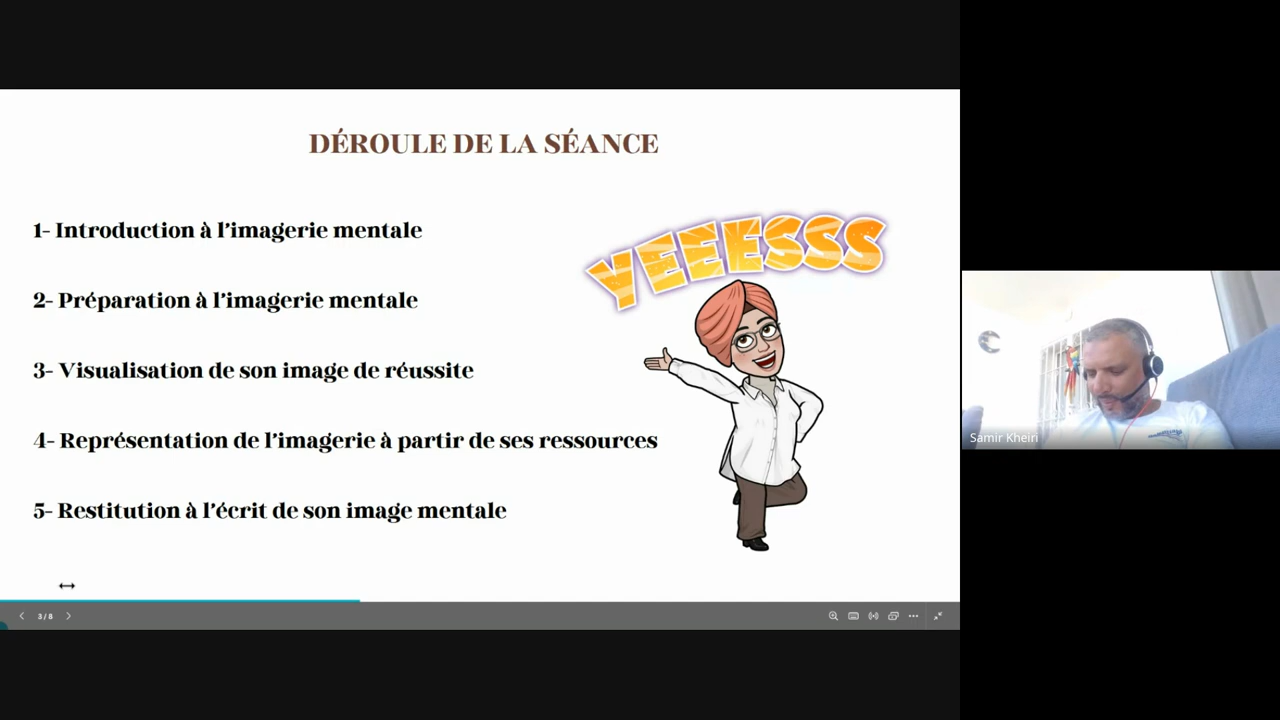 DÉROULE DE LA SÉANCE
1- Introduction à l'imagerie mentale
2- Préparation à l'imagerie mentale
3- Visualisation de son image de réussite
4- Représentation de l'imagerie à partir de ses ressources
5- Restitution à l'écrit de son image mentale
YEEESSS
3 / 8
Samir Kheiri